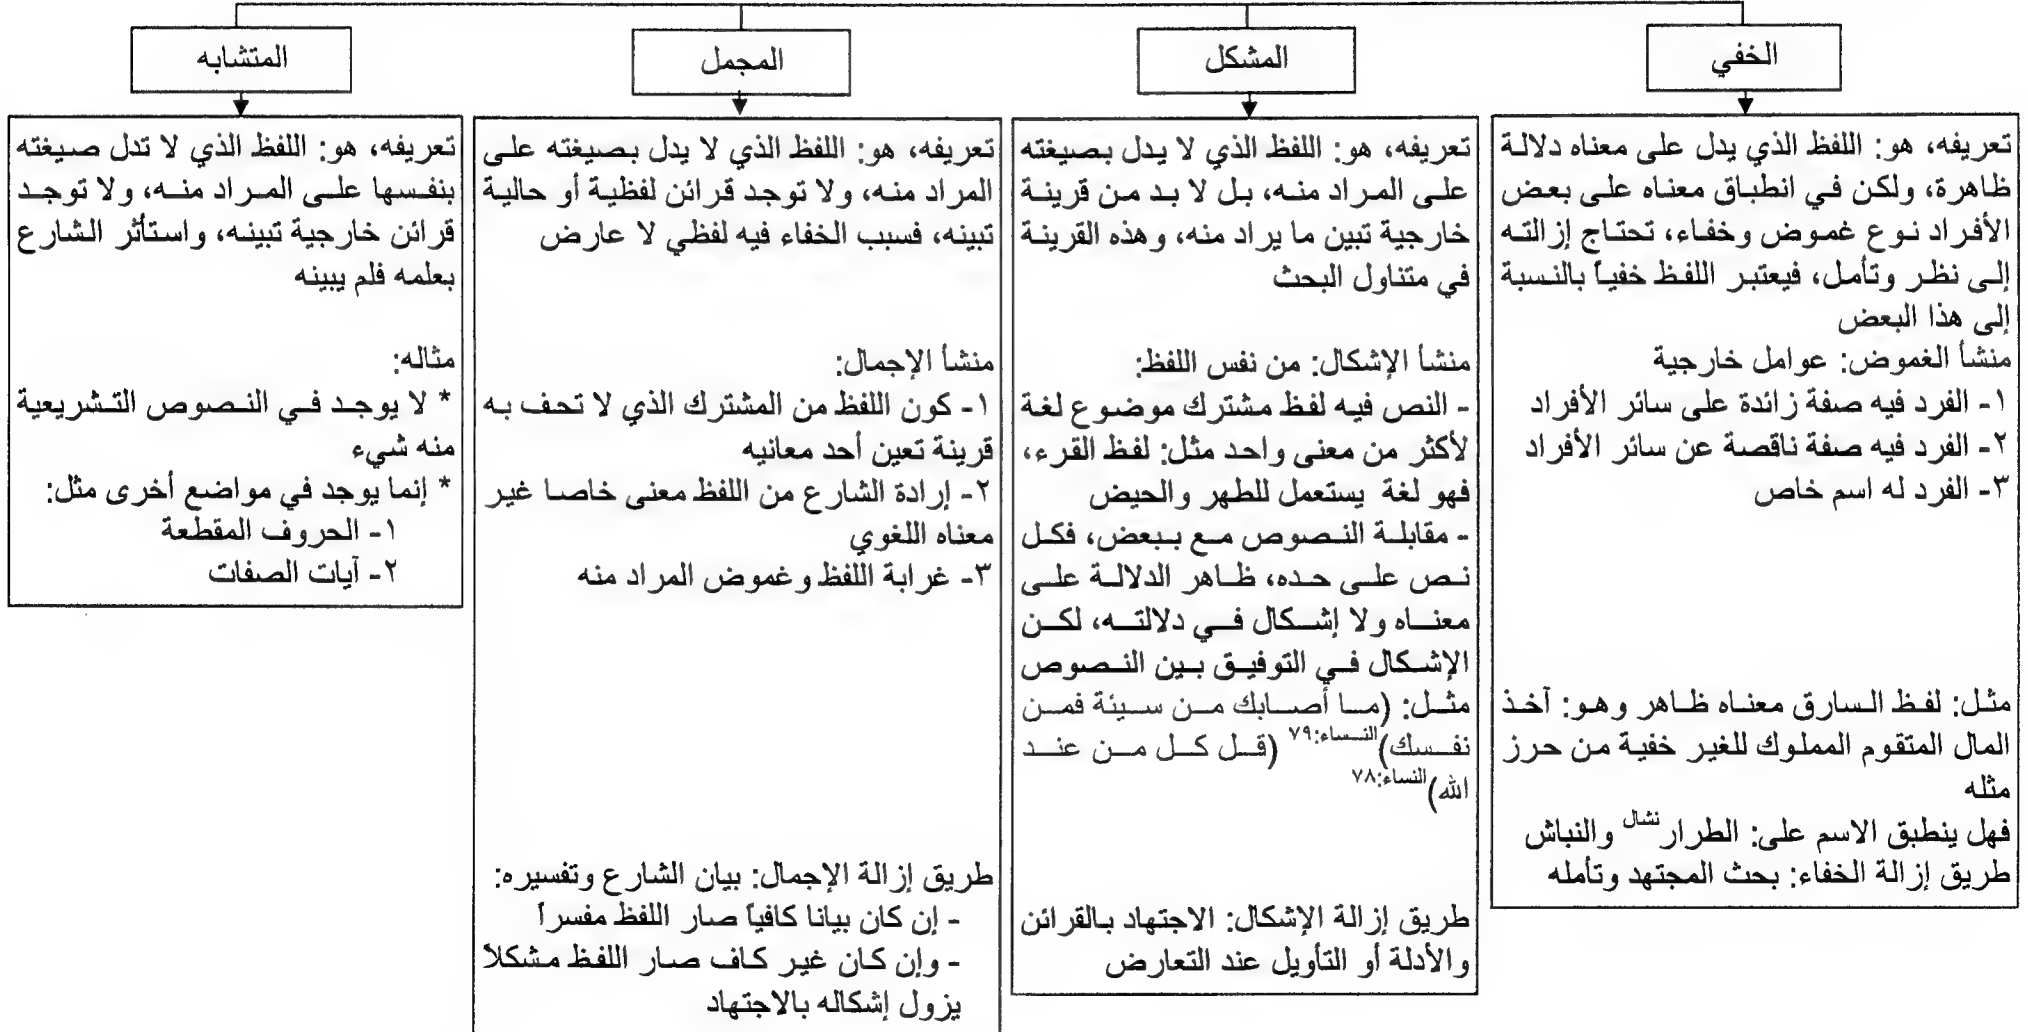 الخفي
تعريفه، هو: اللفظ الذي يدل على معناه دلالة
ظاهرة، ولكن في انطباق معناه على بعض
الأفراد نوع غموض وخفاء، تحتاج إزالته
إلى نظر وتأمل، فيعتبر اللفظ خفياً بالنسبة
إلى هذا البعض
منشأ الغموض: عوامل خارجية
١- الفرد فيه صفة زائدة على سائر الأفراد
٢- الفرد فيه صفة ناقصة عن سائر الأفراد
٣- الفرد له اسم خاص
مثل: لفظ السارق معناه ظاهر وهو: آخذ
المال المتقوم المملوك للغير خفية من حرز
مثله
فهل ينطبق الاسم على: الطرار نشال والنباش
طريق إزالة الخفاء: بحث المجتهد وتأمله
المشكل
تعريفه، هو: اللفظ الذي لا يدل بصيغته
على المراد منه، بل لا بد من قرينة
خارجية تبين ما يراد منه، وهذه القرينة
في متناول البحث
منشأ الإشكال: من نفس اللفظ:
- النص فيه لفظ مشترك موضوع لغة
لأكثر من معنى واحد مثل: لفظ القرء،
فهو لغة يستعمل للطهر والحيض
- مقابلة النصوص مع ببعض، فكل
نص على حده، ظاهر الدلالة على
معناه ولا إشكال في دلالته، لكن
الإشكال في التوفيق بين النصوص
مثل: (ما أصابك من سيئة فمن
نفسك) النساء:٧٩ (قل كل من عند
الله) النساء:٧٨
طريق إزالة الإشكال: الاجتهاد بالقرائن
والأدلة أو التأويل عند التعارض
المجمل
تعريفه، هو: اللفظ الذي لا يدل بصيغته على
المراد منه، ولا توجد قرائن لفظية أو حالية
تبينه، فسبب الخفاء فيه لفظي لا عارض
منشأ الإجمال:
١- كون اللفظ من المشترك الذي لا تحف به
قرينة تعين أحد معانيه
٢- إرادة الشارع من اللفظ معنى خاصا غير
معناه اللغوي
٣- غرابة اللفظ وغموض المراد منه
طريق إزالة الإجمال: بيان الشارع وتفسيره:
- إن كان بيانا كافياً صار اللفظ مفسراً
- وإن كان غير كاف صار اللفظ مشكلاً
يزول إشكاله بالاجتهاد
المتشابه
تعريفه، هو: اللفظ الذي لا تدل صيغته
بنفسها على المراد منه، ولا توجد
قرائن خارجية تبينه، واستأثر الشارع
بعلمه فلم يبينه
مثاله:
* لا يوجد في النصوص التشريعية
منه شيء
* إنما يوجد في مواضع أخرى مثل:
١- الحروف المقطعة
٢- آيات الصفات